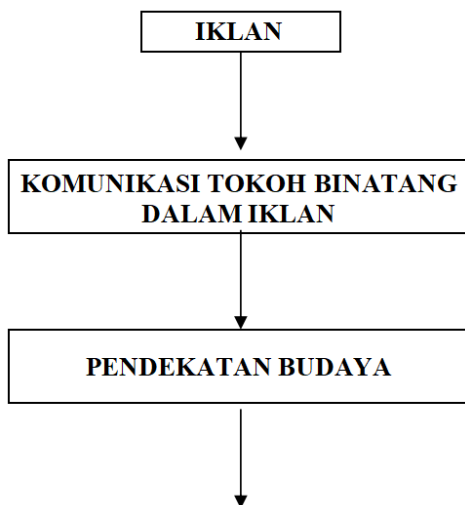 IKLAN
KOMUNIKASI TOKOH BINATANG
DALAM IKLAN
PENDEKATAN BUDAYA